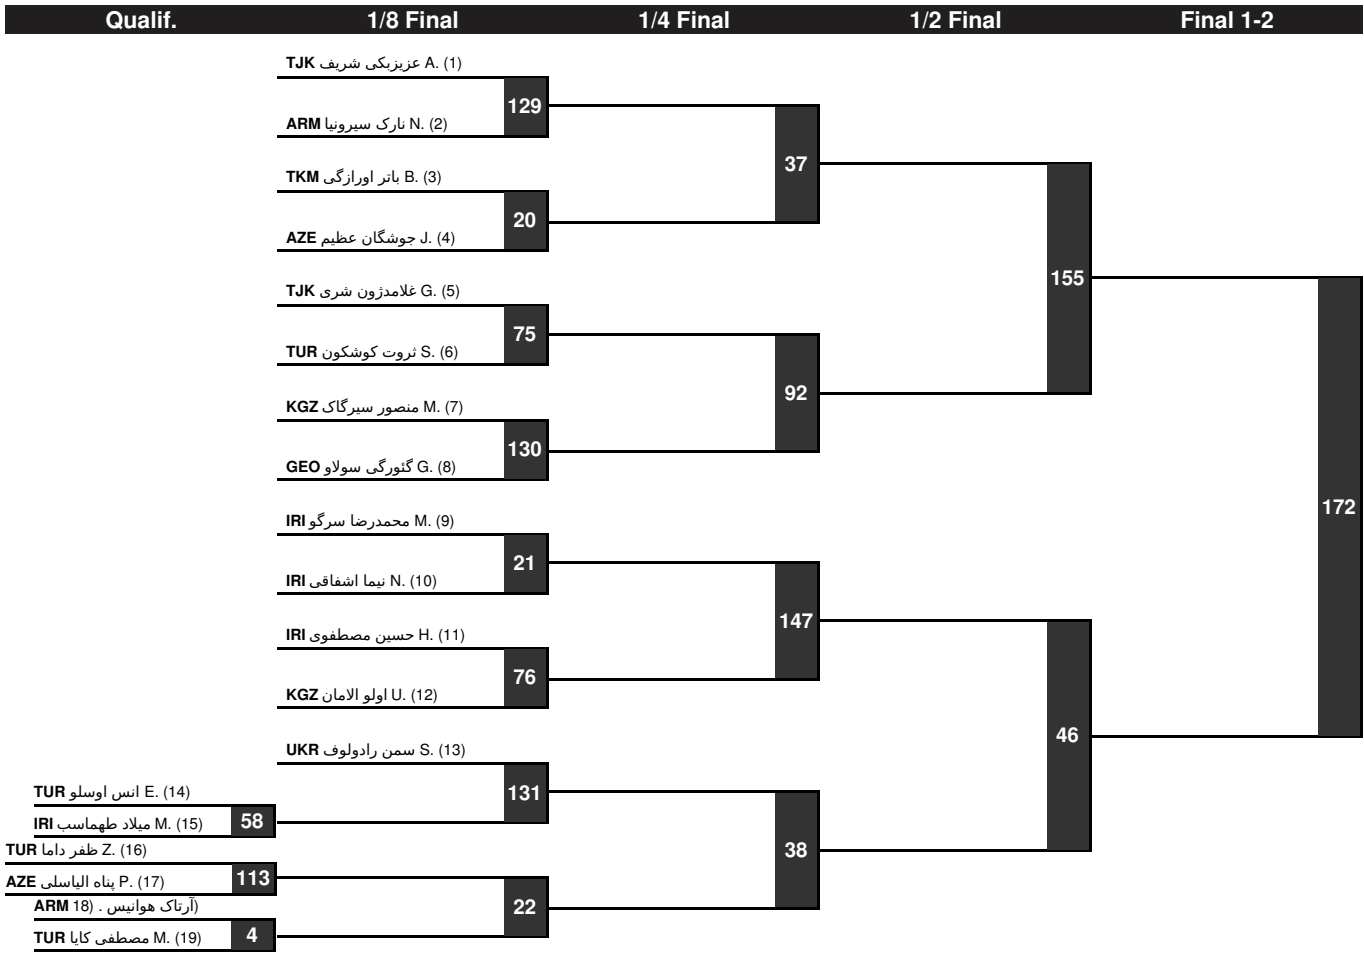 Qualif. 1/8 Final 1/4 Final 1/2 Final Final 1-2
TJK عزیزبکی شریف A. (1)
129
ARM نارک سیرونیا N. (2)
37
TKM باتر اورازگی B. (3)
20
AZE جوشگان عظیم J. (4)
155
TJK غلامدژون شری G. (5)
75
TUR ثروت کوشکون S. (6)
92
KGZ منصور سیرگاک M. (7)
130
GEO گئورگی سولاو G. (8)
172
IRI محمدرضا سرگو M. (9)
21
IRI نیما اشفاقی N. (10)
147
IRI حسین مصطفوی H. (11)
76
KGZ اولو الامان U. (12)
46
UKR سمن رادولوف S. (13)
131
TUR انس اوسلو E. (14)
58
IRI میلاد طهماسب M. (15)
38
TUR ظفر داما Z. (16)
113
AZE پناه الیاسلی P. (17)
22
ARM 18) . آرتاک هوانیس)
4
TUR مصطفی کایا M. (19)